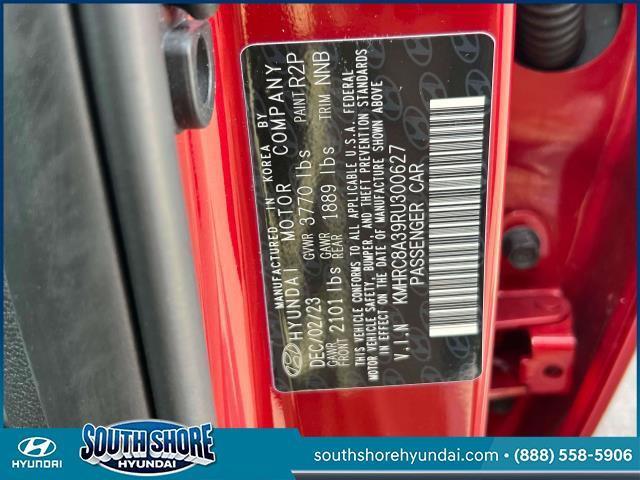 MANUFACTURED IN KOREA BY
HYUNDAI MOTOR COMPANY
DEC/02/23 GVWR 3770 lbs PAINT R2P
GAWR FRONT 2101 lbs GAWR REAR 1889 lbs TRIM NNB
THIS VEHICLE CONFORMS TO ALL APPLICABLE U.S.A. FEDERAL
MOTOR VEHICLE SAFETY, BUMPER, AND THEFT PREVENTION STANDARDS
IN EFFECT ON THE DATE OF MANUFACTURE SHOWN ABOVE
V.I.N KMHRC8A39RU300627
PASSENGER CAR
HYUNDAI
SOUTH SHORE
HYUNDAI
southshorehyundai.com • (888) 558-5906